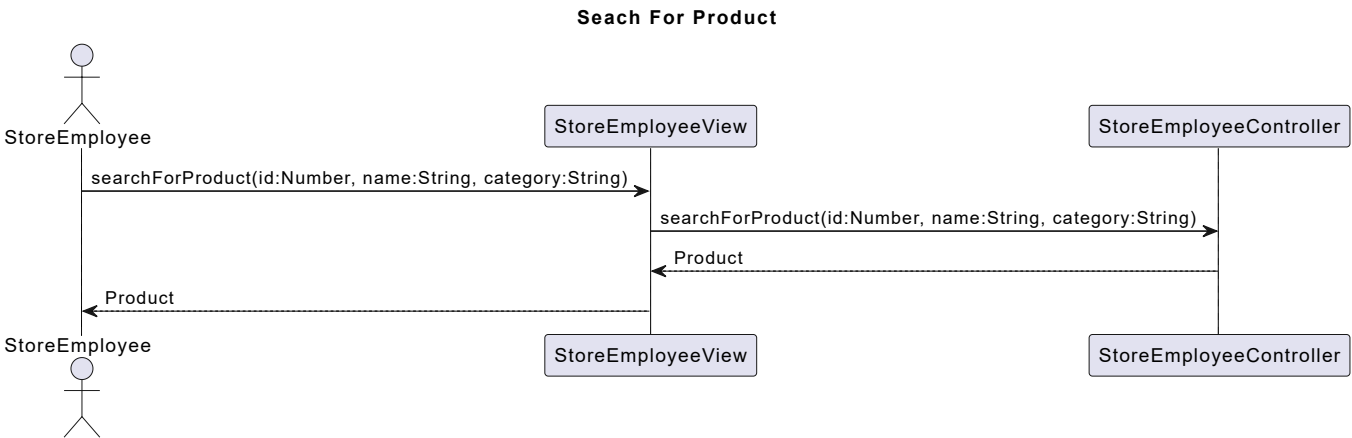 Seach For Product
StoreEmployee
StoreEmployeeView
StoreEmployeeController
searchForProduct(id:Number, name:String, category:String)
searchForProduct(id:Number, name:String, category:String)
Product
Product
StoreEmployee
StoreEmployeeView
StoreEmployeeController